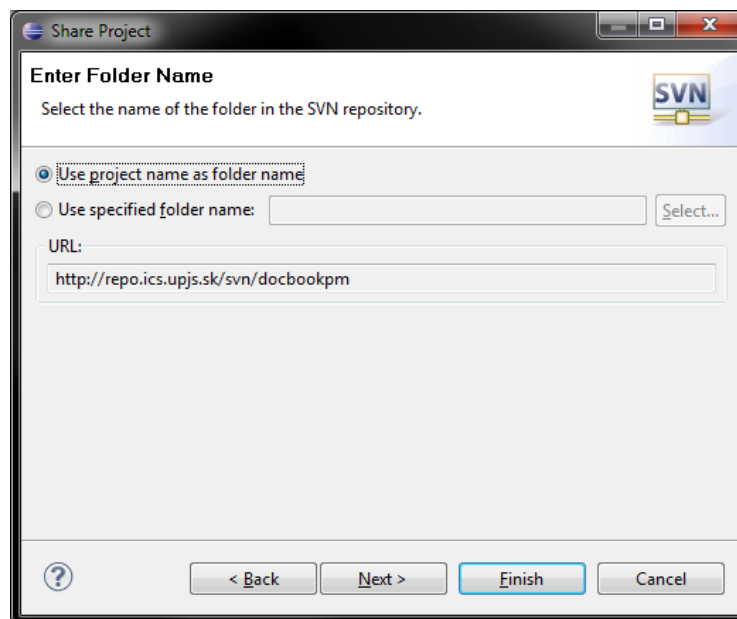 Share Project
Enter Folder Name
Select the name of the folder in the SVN repository.
SVN
Use project name as folder name
Use specified folder name:
Select...
URL:
http://repo.ics.upjs.sk/svn/docbookpm
?
< Back
Next >
Finish
Cancel